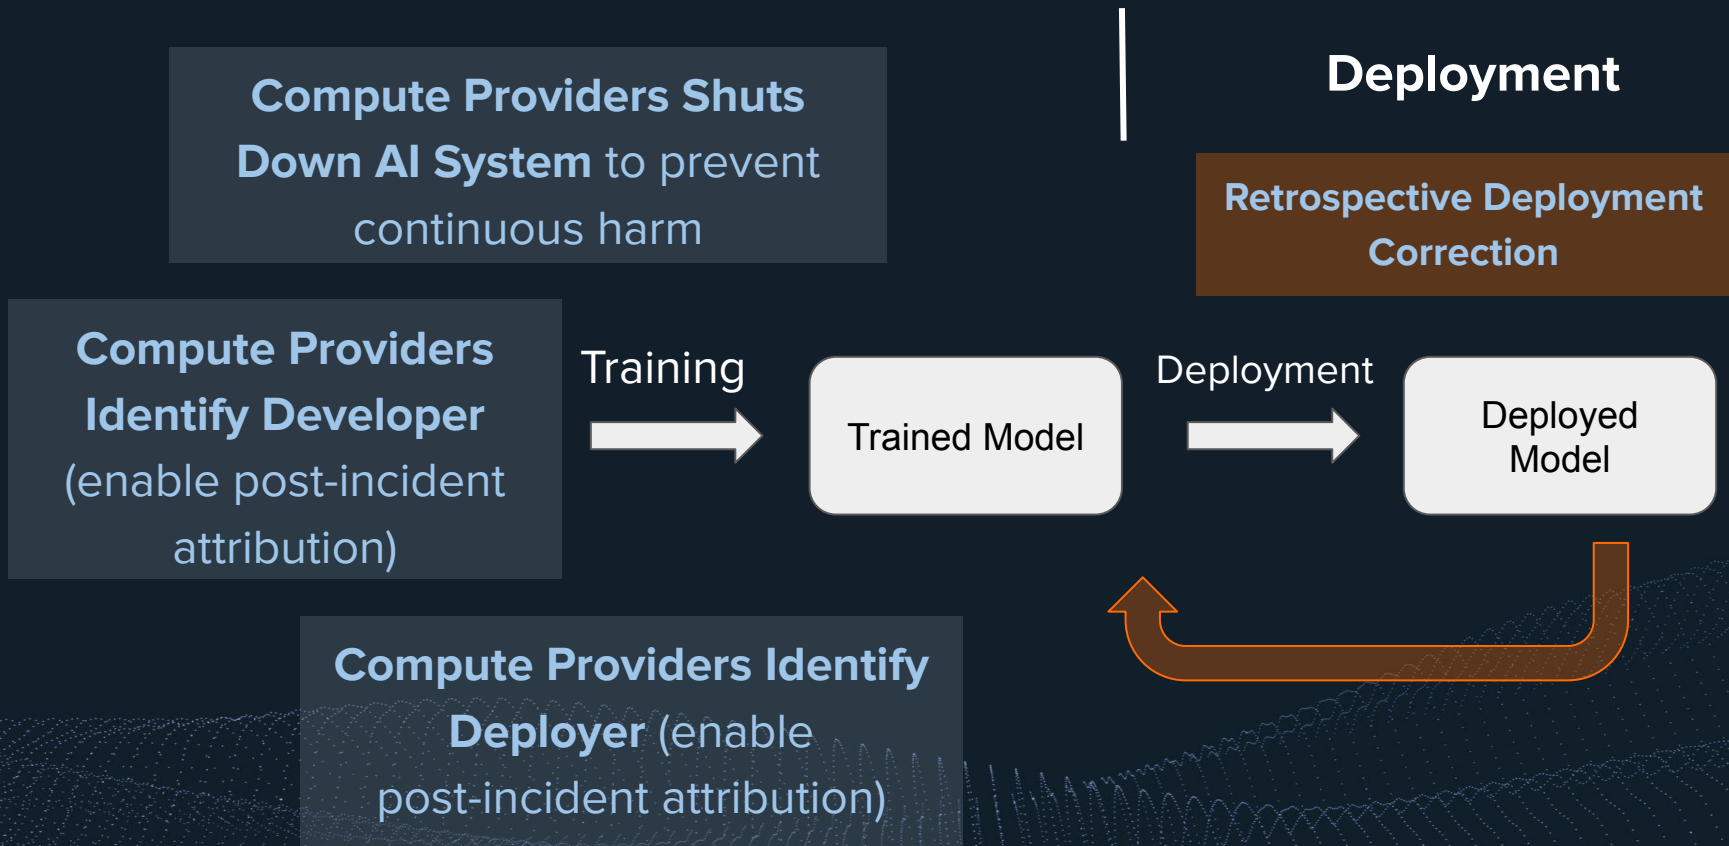 Compute Providers Shuts
Down AI System to prevent
continuous harm
Deployment
Retrospective Deployment
Correction
Compute Providers
Identify Developer
(enable post-incident
attribution)
Training
Trained Model
Deployment
Deployed
Model
Compute Providers Identify
Deployer (enable
post-incident attribution)